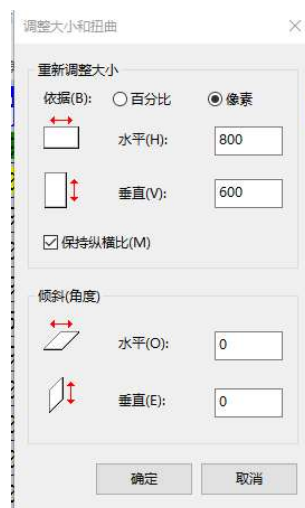 调整大小和扭曲
重新调整大小
依据(B): 百分比 像素
水平(H): 800
垂直(V): 600
保持纵横比(M)
倾斜(角度)
水平(O): 0
垂直(E): 0
确定 取消